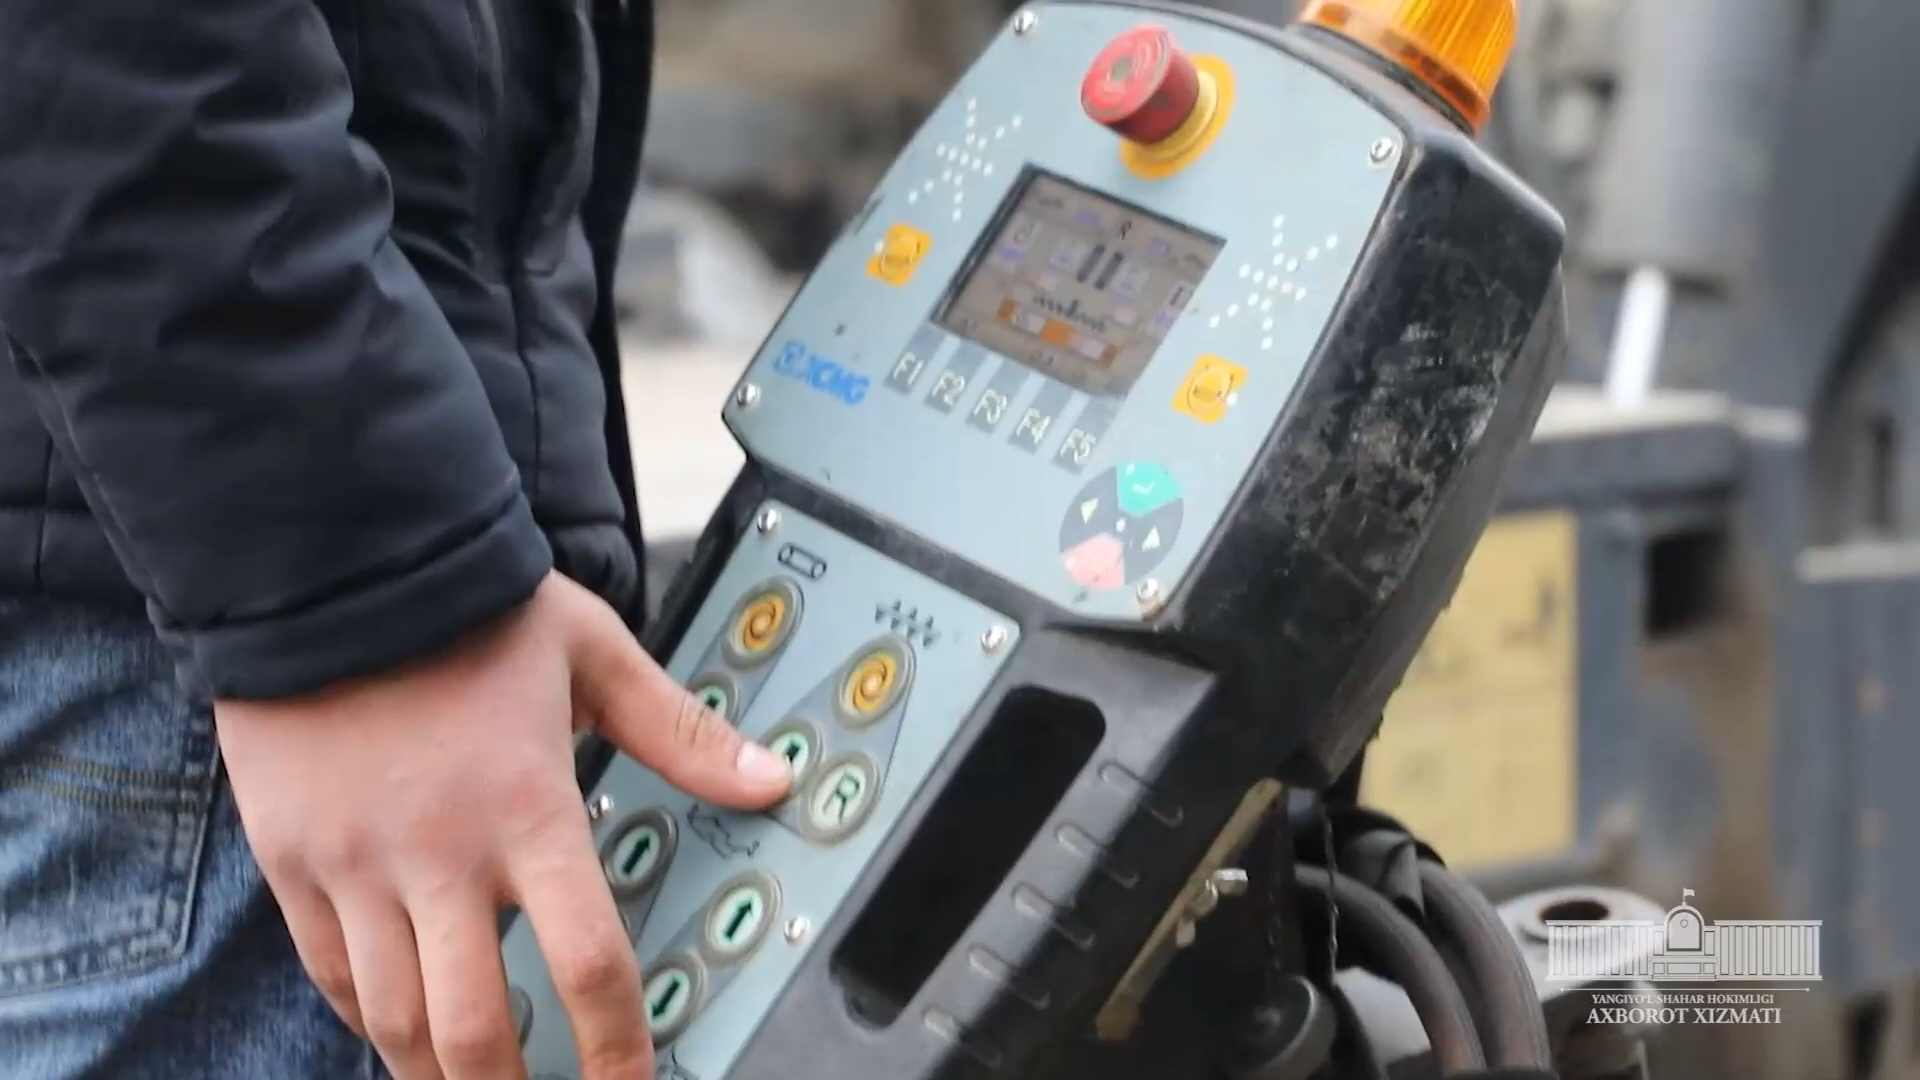 R
XCMG
F1 F2 F3 F4 F5
R
YANGIYO'L SHAHAR HOKIMLIGI
AXBOROT XIZMATI